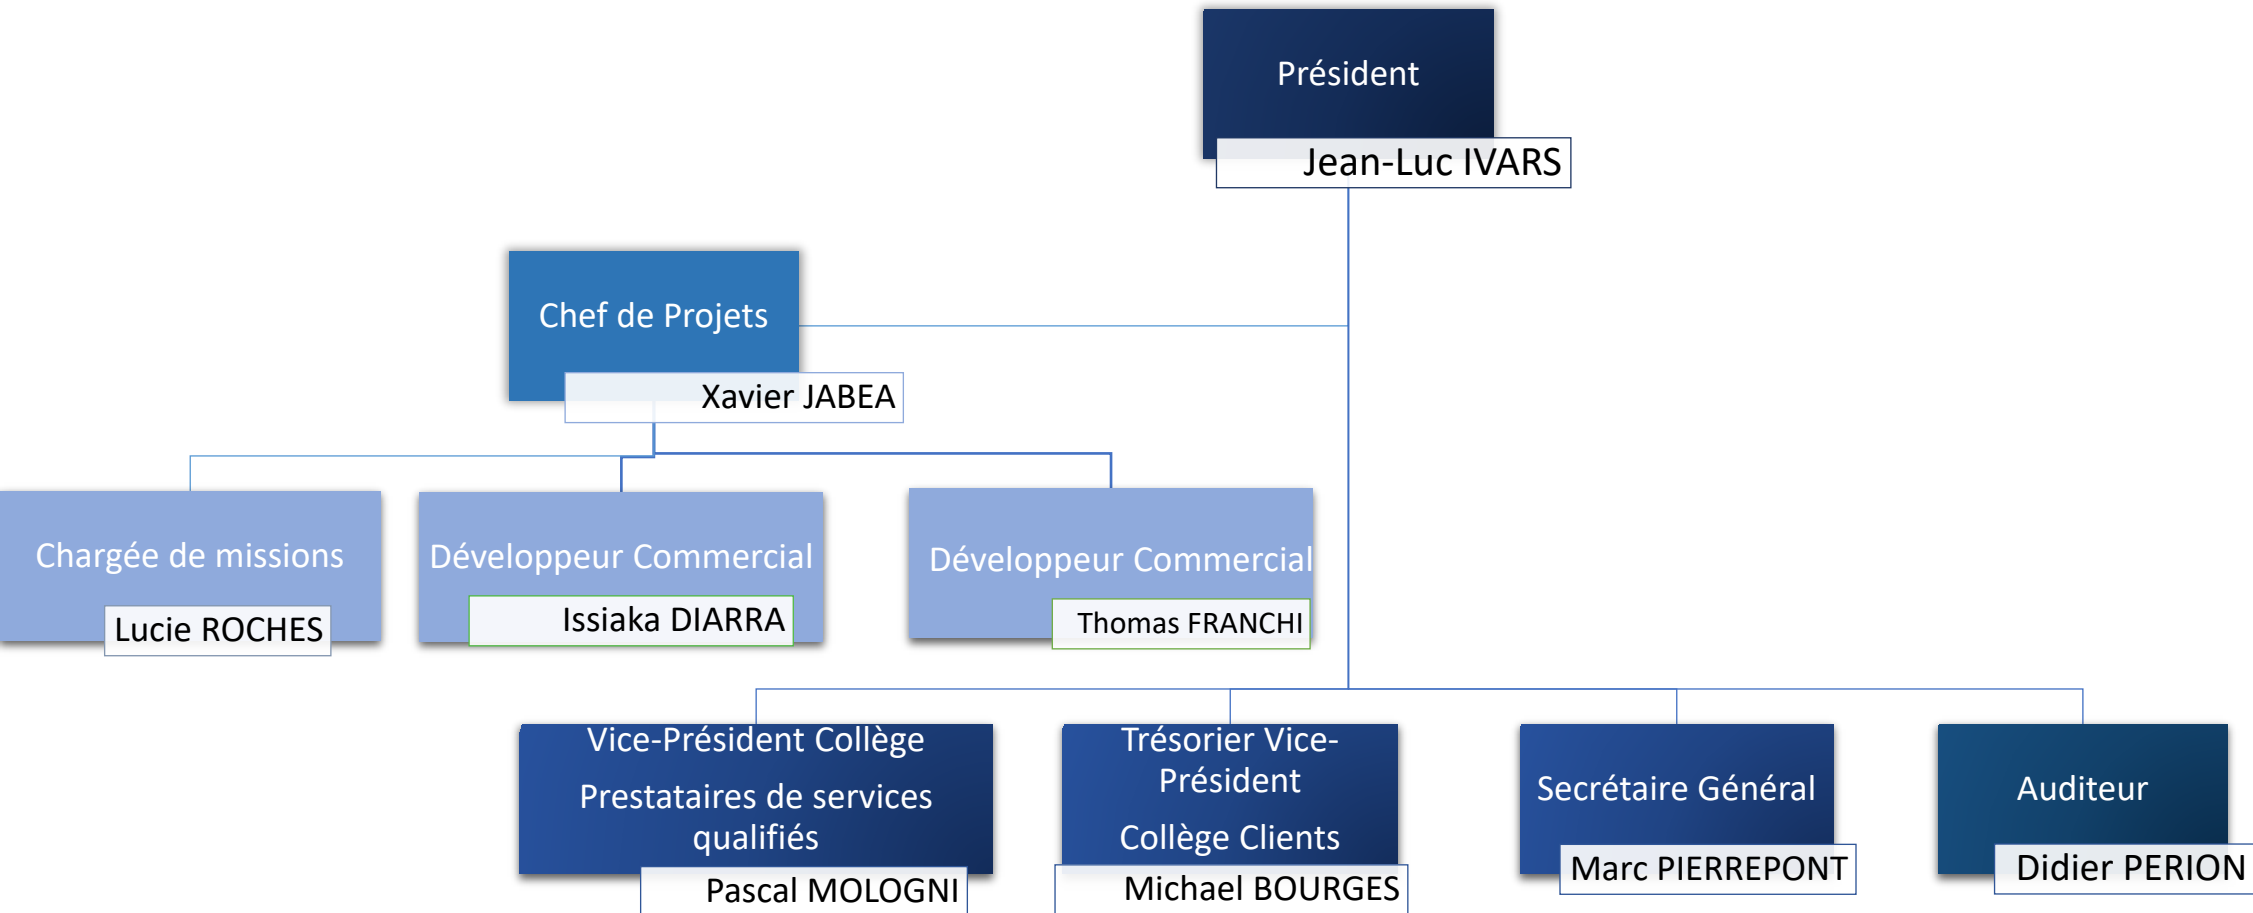 Président
Jean-Luc IVARS
Chef de Projets
Xavier JABEA
Chargée de missions
Lucie ROCHES
Développeur Commercial
Issiaka DIARRA
Développeur Commercial
Thomas FRANCHI
Vice-Président Collège
Prestataires de services
qualifiés
Pascal MOLOGNI
Trésorier Vice-
Président
Collège Clients
Michael BOURGES
Secrétaire Général
Marc PIERREPONT
Auditeur
Didier PERION